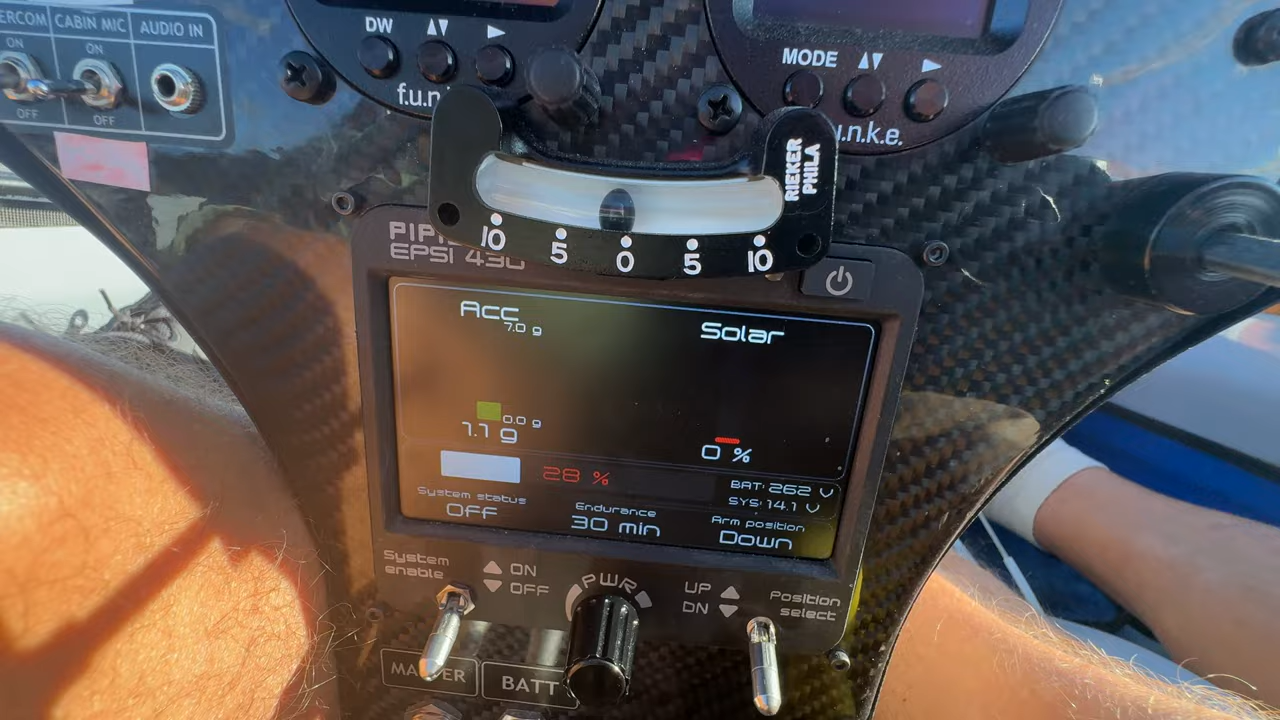 ERCOM CABIN MIC AUDIO IN
ON ON
OFF OFF
DW
f.u.n.k
MODE
u.n.k.e.
RIEKER
PHILA
10 5 0 5 10
PIPIS
EPSI 430
Acc
7.0 g
Solar
0.0 g
1.1 g
0 %
28 %
BAT: 262 V
SYS: 14.1 V
System status
OFF
Endurance
30 min
Arm position
Down
System
enable
ON
OFF
PWR
UP
DN
Position
select
MASTER
BATT